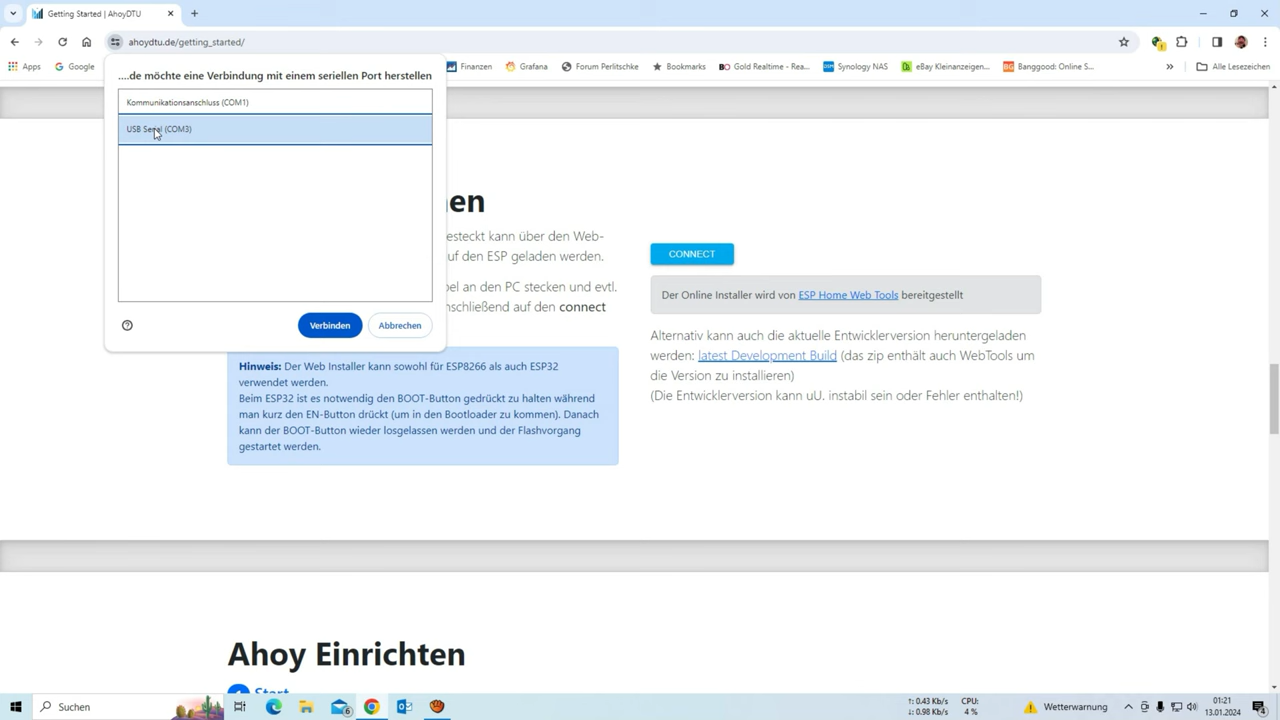 Getting Started | AhoyDTU
ahoydtu.de/getting_started/
Apps
Google
Finanzen
Grafana
Forum Perlitschke
Bookmarks
Gold Realtime - Rea...
Synology NAS
eBay Kleinanzeigen...
Banggood: Online S...
»
Alle Lesezeichen
....de möchte eine Verbindung mit einem seriellen Port herstellen
Kommunikationsanschluss (COM1)
USB Serial (COM3)
Verbinden
Abbrechen
en
esteckt kann über den Web-
uf den ESP geladen werden.
bel an den PC stecken und evtl.
nschließend auf den connect
Hinweis: Der Web Installer kann sowohl für ESP8266 als auch ESP32
verwendet werden.
Beim ESP32 ist es notwendig den BOOT-Button gedrückt zu halten während
man kurz den EN-Button drückt (um in den Bootloader zu kommen). Danach
kann der BOOT-Button wieder losgelassen werden und der Flashvorgang
gestartet werden.
CONNECT
Der Online Installer wird von ESP Home Web Tools bereitgestellt
Alternativ kann auch die aktuelle Entwicklerversion heruntergeladen
werden: latest Development Build (das zip enthält auch WebTools um
die Version zu installieren)
(Die Entwicklerversion kann uU. instabil sein oder Fehler enthalten!)
Ahoy Einrichten
Start
Suchen
6
↑: 0.43 Kb/s
↓: 0.98 Kb/s
CPU:
4 %
Wetterwarnung
01:21
13.01.2024
4